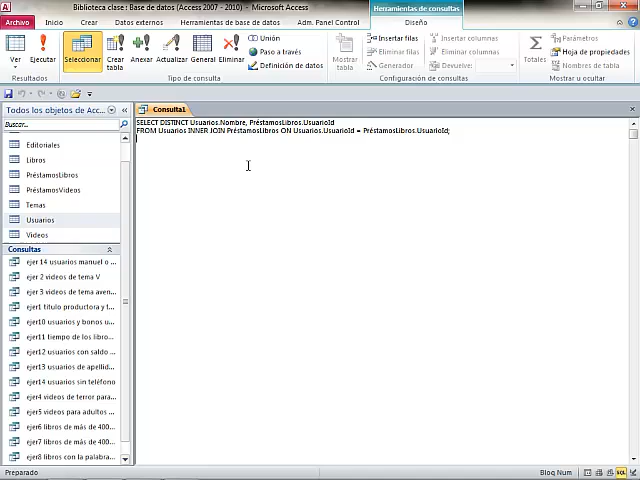 Biblioteca clase : Base de datos (Access 2007 - 2010) - Microsoft Access
Herramientas de consultas
Archivo Inicio Crear Datos externos Herramientas de base de datos Adm. Panel Control Diseño
Ver
Ejecutar
Seleccionar
Crear tabla
Anexar
Actualizar
General
Eliminar
Unión
Paso a través
Definición de datos
Mostrar tabla
Insertar filas
Eliminar filas
Generador
Insertar columnas
Eliminar columnas
Devuelve:
Totales
Parámetros
Hoja de propiedades
Nombres de tabla
Resultados
Tipo de consulta
Configuración de consultas
Mostrar u ocultar
Todos los objetos de Acc...
Buscar...
Editoriales
Libros
PréstamosLibros
PréstamosVideos
Temas
Usuarios
Videos
Consultas
ejer 14 usuarios manuel o ...
ejer 2 videos de tema V
ejer 3 videos de tema aven...
ejer1 titulo productora y t...
ejer10 usuarios y bonos u...
ejer11 tiempo de los libro...
ejer12 usuarios con saldo ...
ejer13 usuarios de apellid...
ejer14 usuarios sin teléfono
ejer4 videos de terror para...
ejer5 videos para adultos ...
ejer6 libros de más de 400...
ejer7 libros de más de 400...
ejer8 libros con la palabra...
Consulta1
SELECT DISTINCT Usuarios.Nombre, PréstamosLibros.UsuarioId
FROM Usuarios INNER JOIN PréstamosLibros ON Usuarios.UsuarioId = PréstamosLibros.UsuarioId;
Preparado
Bloq Num
SQL